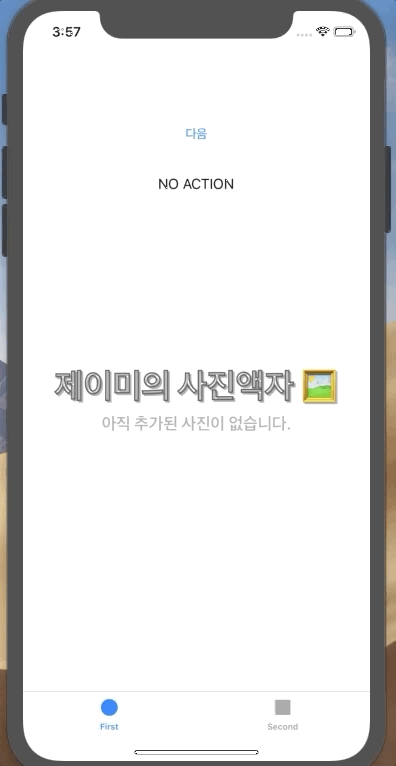 3:57
다음
NO ACTION
제이미의 사진액자 🖼️
아직 추가된 사진이 없습니다.
First
Second